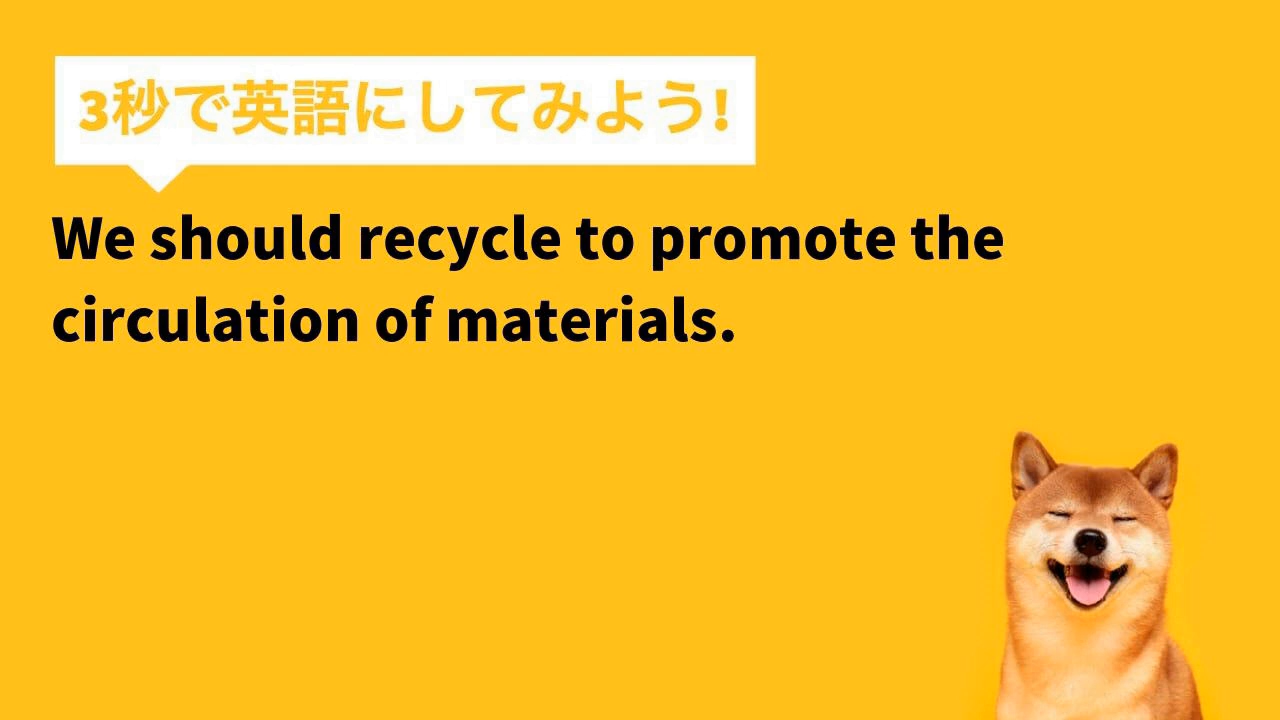 3秒で英語にしてみよう!
We should recycle to promote the
circulation of materials.